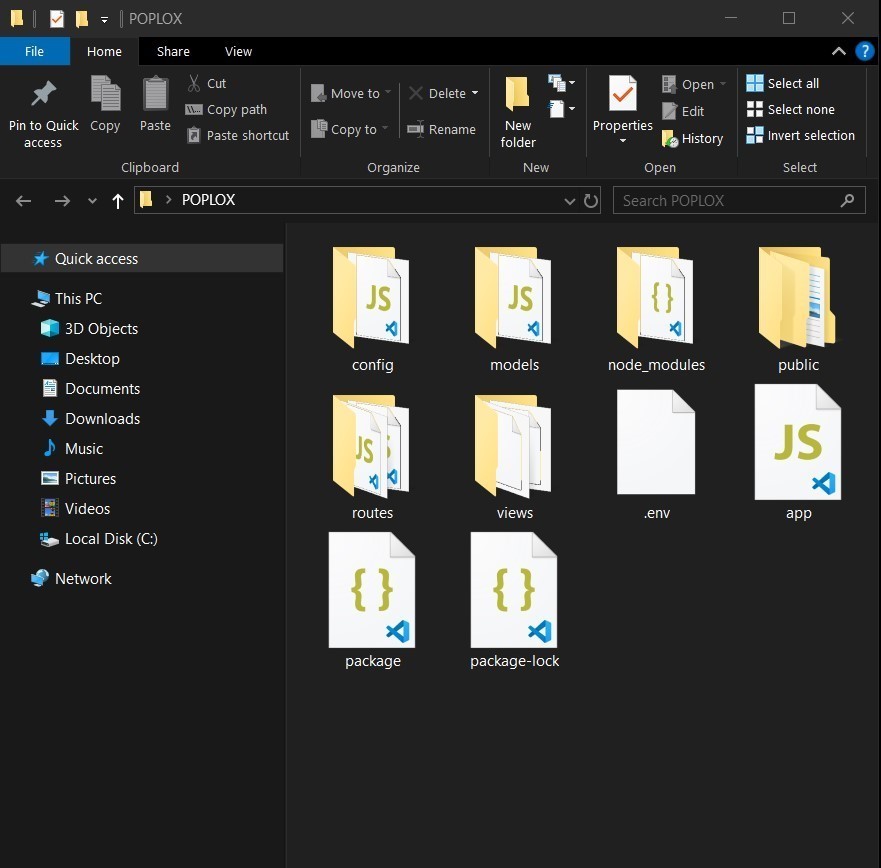 POPLOX
File Home Share View
Pin to Quick access
Copy
Paste
Cut
Copy path
Paste shortcut
Clipboard
Move to
Copy to
Delete
Rename
Organize
New folder
New
Properties
Open
Edit
History
Open
Select all
Select none
Invert selection
Select
POPLOX
Search POPLOX
Quick access
This PC
3D Objects
Desktop
Documents
Downloads
Music
Pictures
Videos
Local Disk (C:)
Network
JS
JS
{}
config models node_modules public
JS
JS
routes views .env app
{}
{}
package package-lock